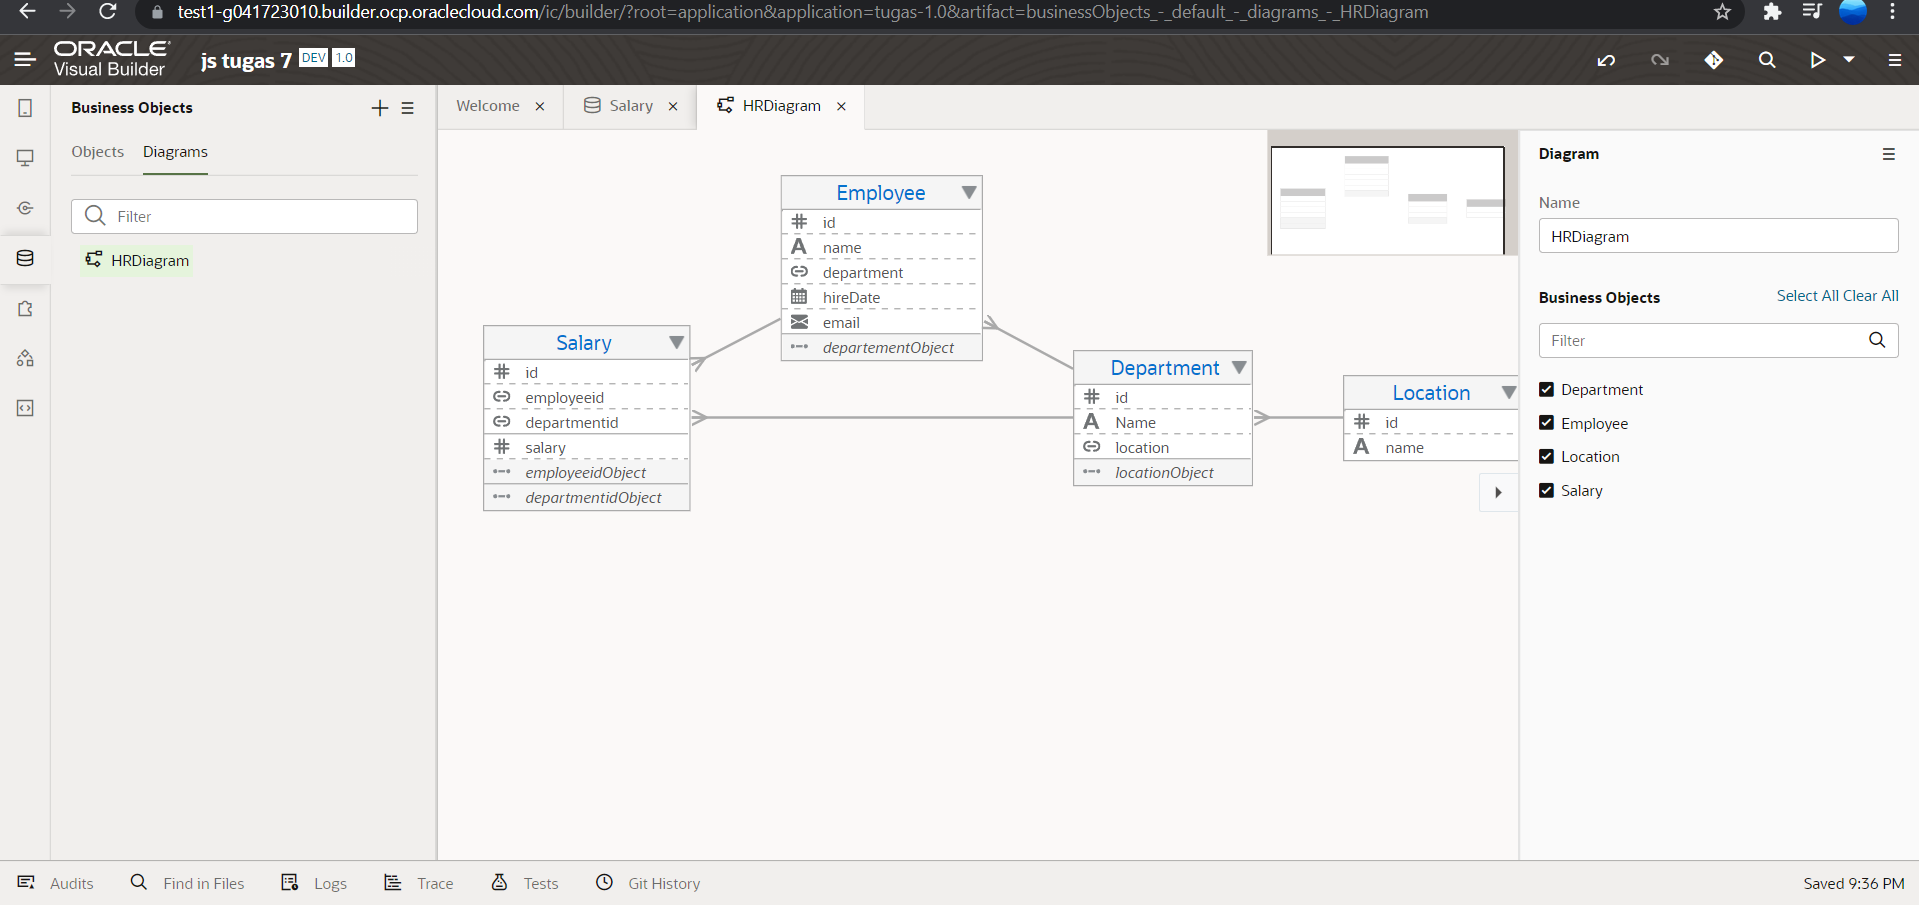 test1-g041723010.builder.ocp.oraclecloud.com/ic/builder/?root=application&application=tugas-1.0&artifact=businessObjects_-_default_-_diagrams_-_HRDiagram
ORACLE
Visual Builder
js tugas 7 DEV 1.0
Business Objects
Objects Diagrams
Filter
HRDiagram
Welcome
Salary
HRDiagram
Employee
id
name
department
hireDate
email
departementObject
Salary
id
employeeid
departmentid
salary
employeeidObject
departmentidObject
Department
id
Name
location
locationObject
Location
id
name
Diagram
Name
HRDiagram
Business Objects Select All Clear All
Filter
Department
Employee
Location
Salary
Audits Find in Files Logs Trace Tests Git History Saved 9:36 PM